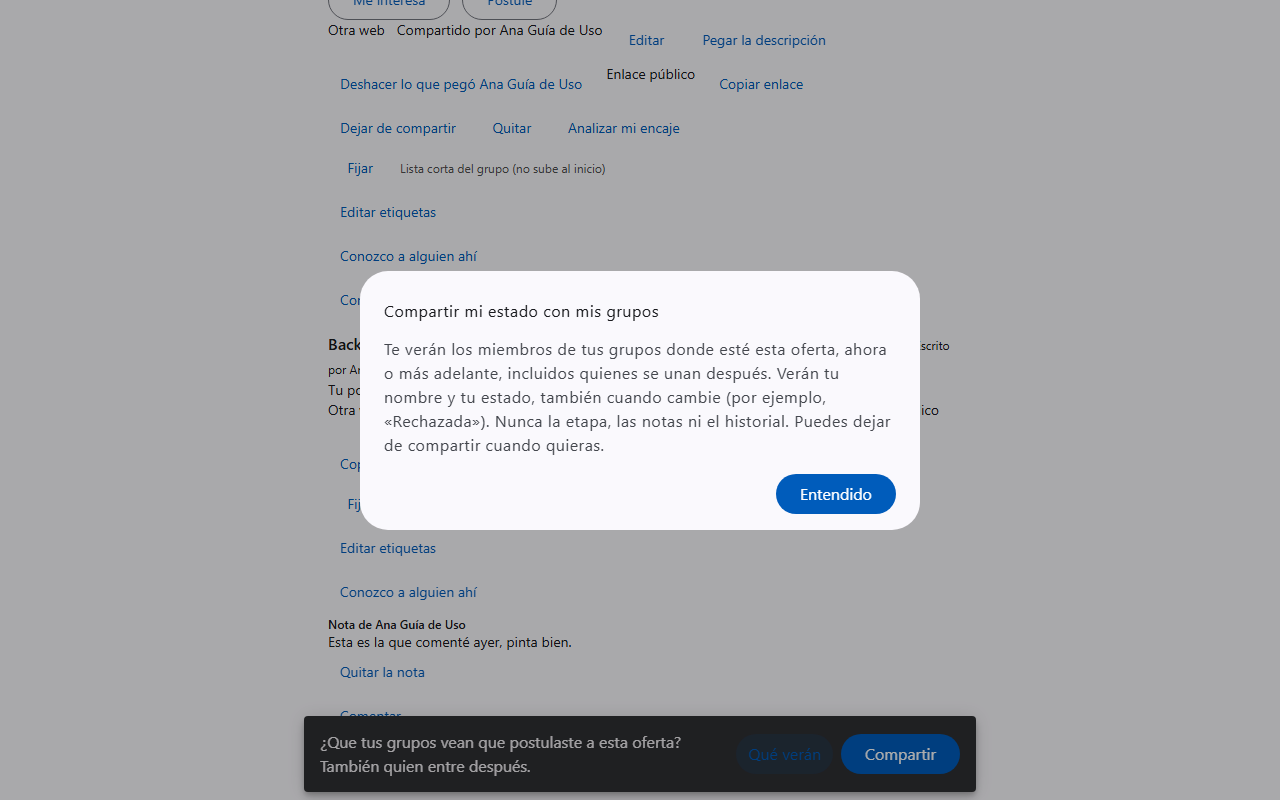 Me interesa Postulé
Otra web Compartido por Ana Guía de Uso Editar Pegar la descripción
Deshacer lo que pegó Ana Guía de Uso Enlace público Copiar enlace
Dejar de compartir Quitar Analizar mi encaje
Fijar Lista corta del grupo (no sube al inicio)
Editar etiquetas
Conozco a alguien ahí
Compartir mi estado con mis grupos
Te verán los miembros de tus grupos donde esté esta oferta, ahora
o más adelante, incluidos quienes se unan después. Verán tu
nombre y tu estado, también cuando cambie (por ejemplo,
«Rechazada»). Nunca la etapa, las notas ni el historial. Puedes dejar
de compartir cuando quieras.
Entendido
Back
por
Tu
Otra
Editar etiquetas
Conozco a alguien ahí
Nota de Ana Guía de Uso
Esta es la que comenté ayer, pinta bien.
Quitar la nota
Comentar
¿Que tus grupos vean que postulaste a esta oferta?
También quien entre después.
Qué verán Compartir